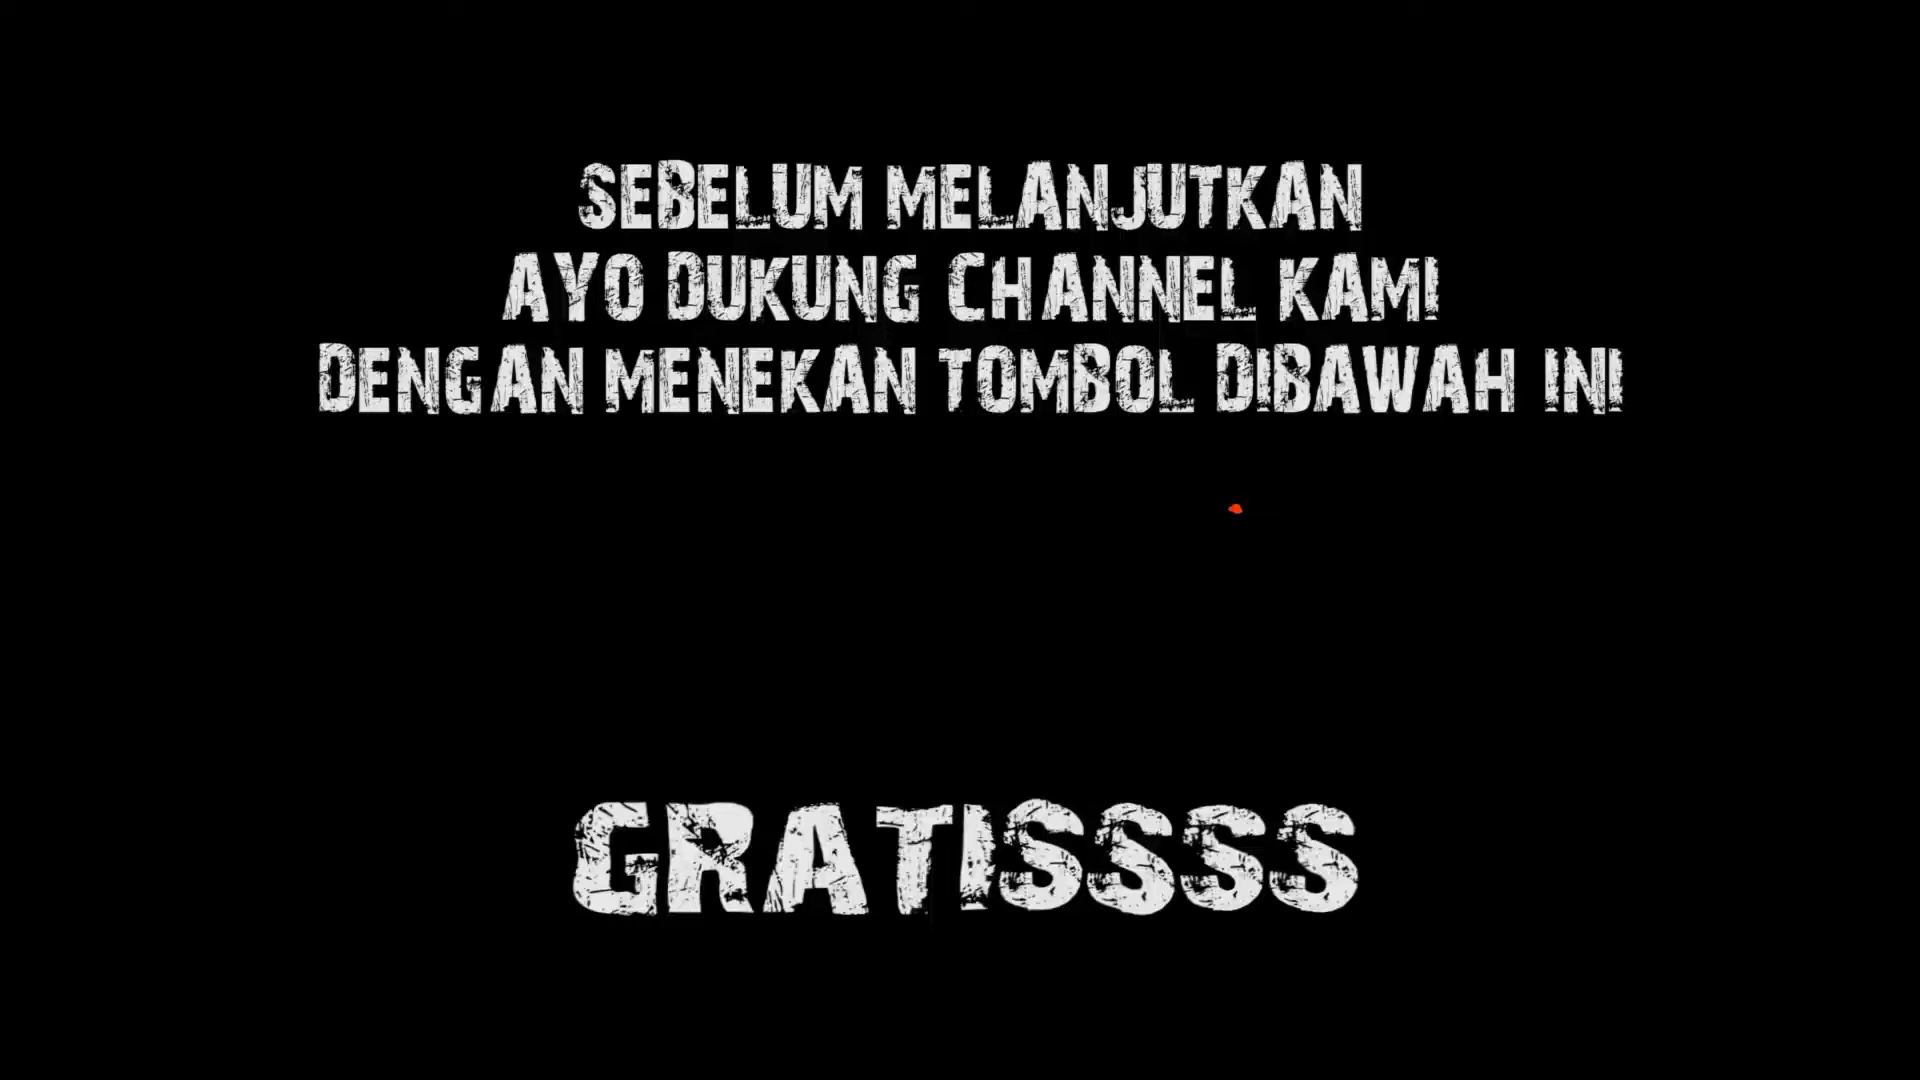 SEBELUM MELANJUTKAN
AYO DUKUNG CHANNEL KAMI
DENGAN MENEKAN TOMBOL DIBAWAH INI
GRATISSSS